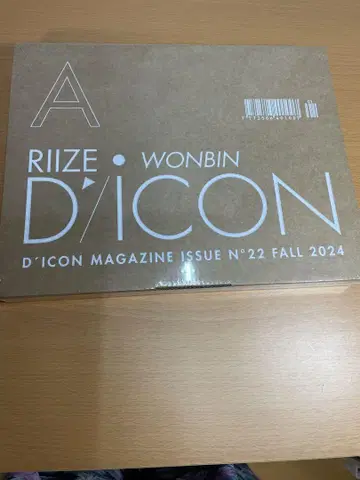 A
RIIZE WONBIN
D'/iCON
D'ICON MAGAZINE ISSUE N°22 FALL 2024